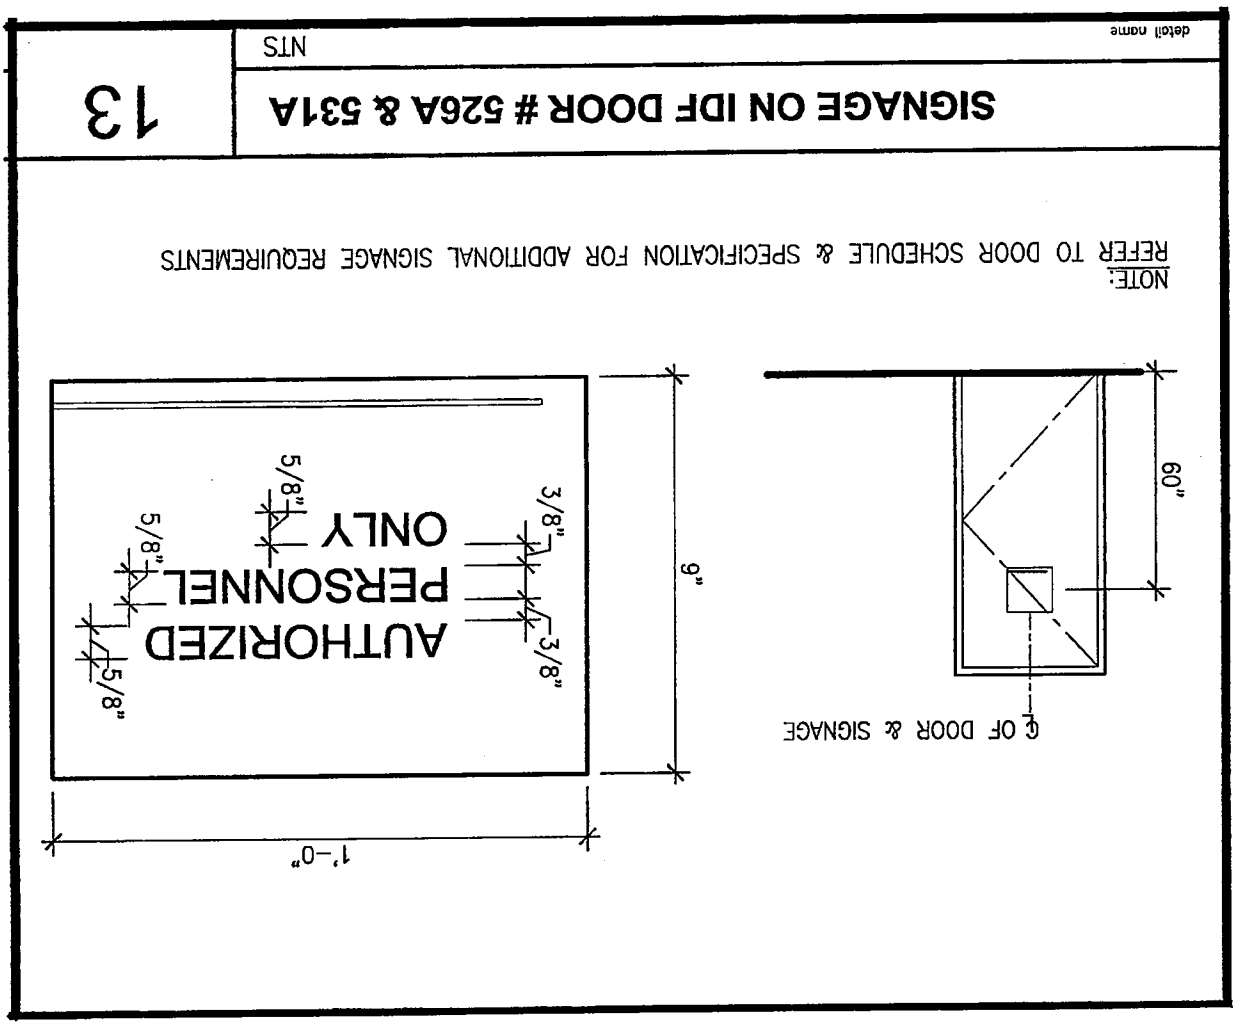 1'-0"
℄ OF DOOR & SIGNAGE
60"
9"
5/8"
3/8"
AUTHORIZED
PERSONNEL
ONLY
5/8"
3/8"
5/8"
NOTE:
REFER TO DOOR SCHEDULE & SPECIFICATION FOR ADDITIONAL SIGNAGE REQUIREMENTS
SIGNAGE ON IDF DOOR # 526A & 531A
13
detail name
NTS